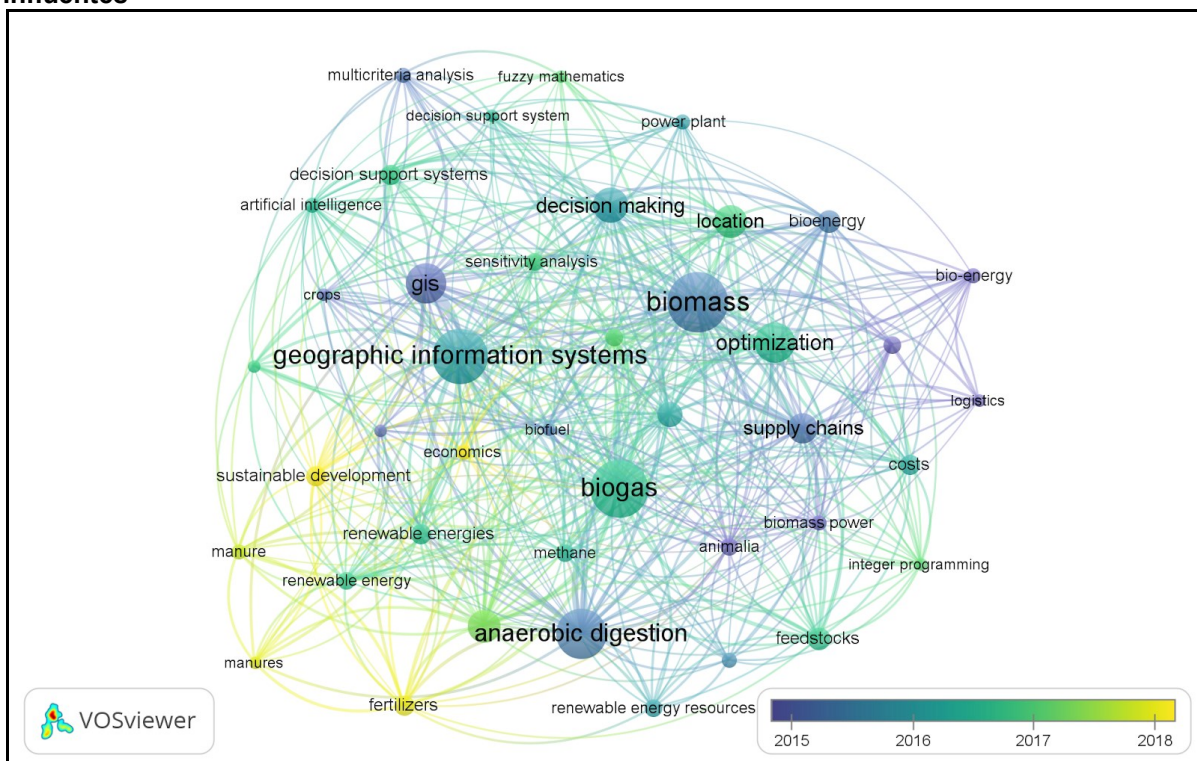 multicriteria analysis
fuzzy mathematics
decision support system
power plant
decision support systems
artificial intelligence
decision making
location
bioenergy
sensitivity analysis
bio-energy
gis
crops
biomass
optimization
geographic information systems
logistics
supply chains
biofuel
economics
costs
sustainable development
biogas
biomass power
renewable energies
animalia
manure
methane
integer programming
renewable energy
anaerobic digestion
feedstocks
manures
fertilizers
renewable energy resources
VOSviewer
2015 2016 2017 2018